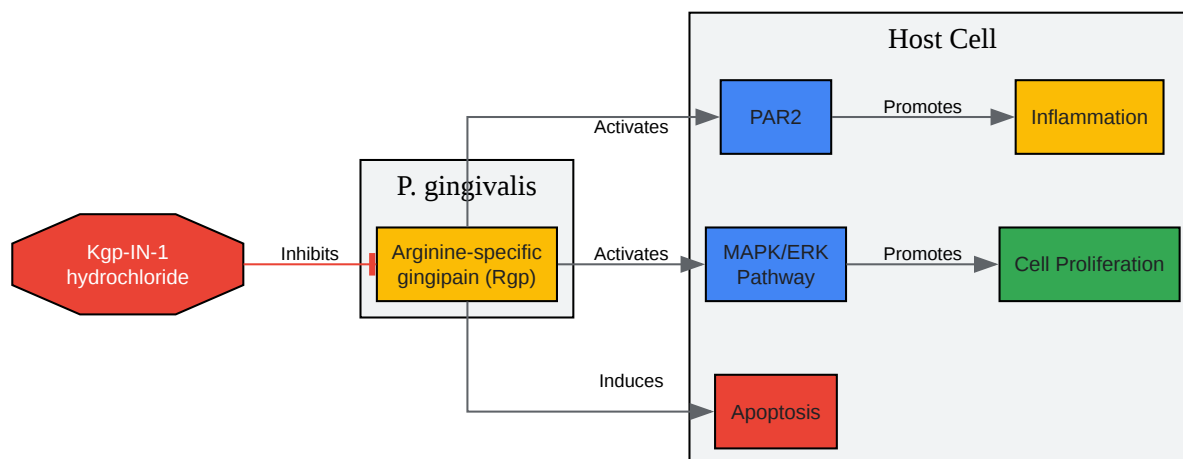 Host Cell
PAR2
Promotes
Inflammation
Activates
P. gingivalis
Kgp-IN-1
hydrochloride
Inhibits
Arginine-specific
gingipain (Rgp)
Activates
MAPK/ERK
Pathway
Promotes
Cell Proliferation
Induces
Apoptosis